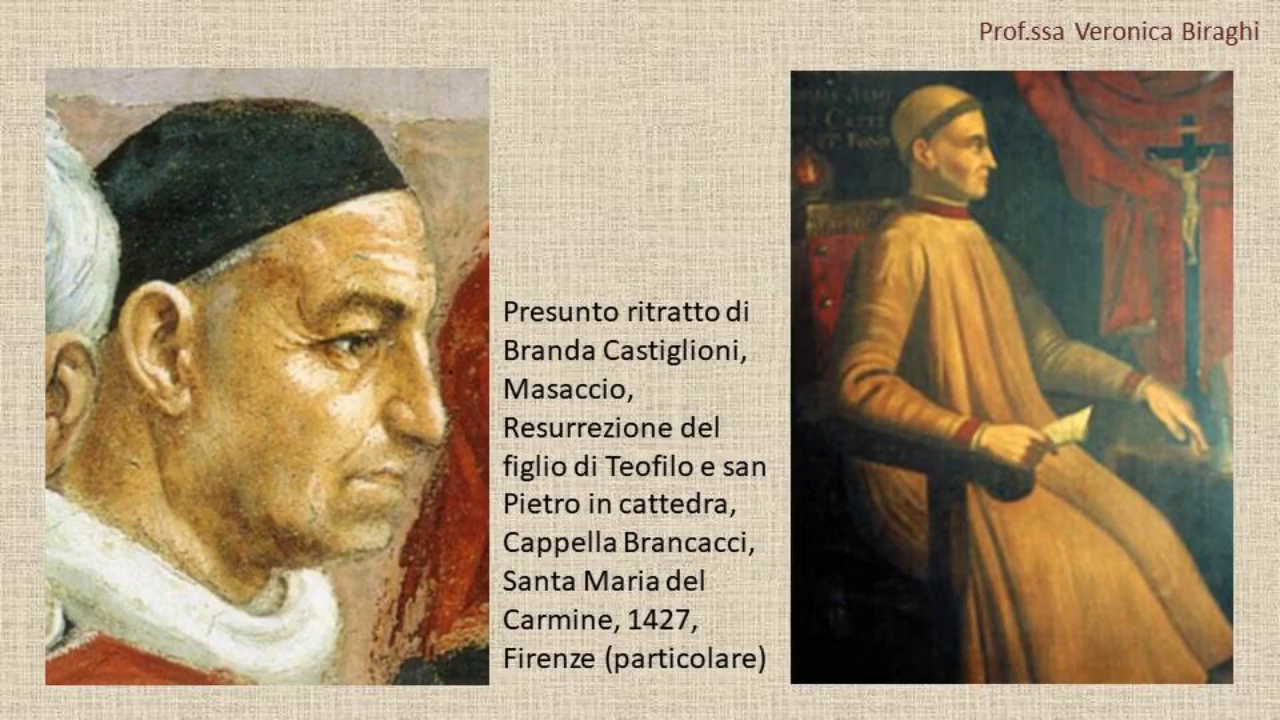 Prof.ssa Veronica Biraghi
Presunto ritratto di
Branda Castiglioni,
Masaccio,
Resurrezione del
figlio di Teofilo e san
Pietro in cattedra,
Cappella Brancacci,
Santa Maria del
Carmine, 1427,
Firenze (particolare)